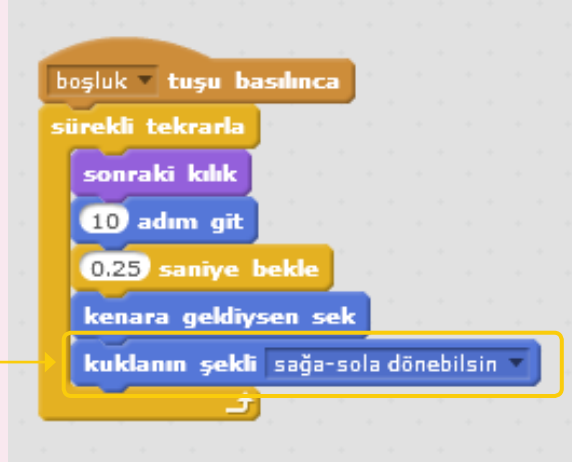 boşluk tuşu basılınca
sürekli tekrarla
sonraki kılık
10 adım git
0.25 saniye bekle
kenara geldiysen sek
kuklanın şekli sağa-sola dönebilsin